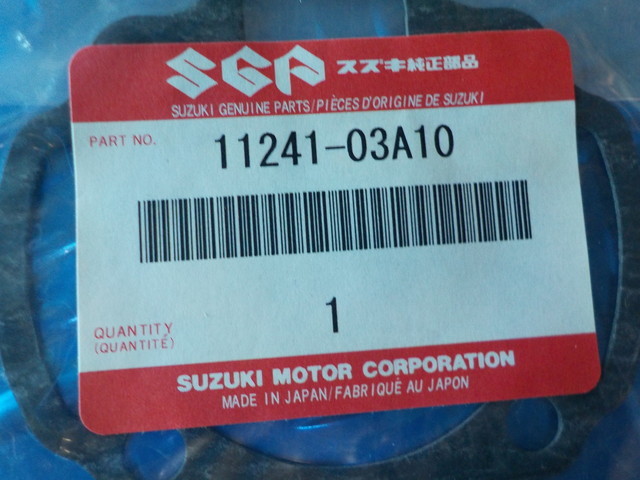 SGP スズキ純正部品
SUZUKI GENUINE PARTS/PIÈCES D'ORIGINE DE SUZUKI
PART NO. 11241-03A10
QUANTITY 1
(QUANTITÉ)
SUZUKI MOTOR CORPORATION
MADE IN JAPAN/FABRIQUÉ AU JAPON